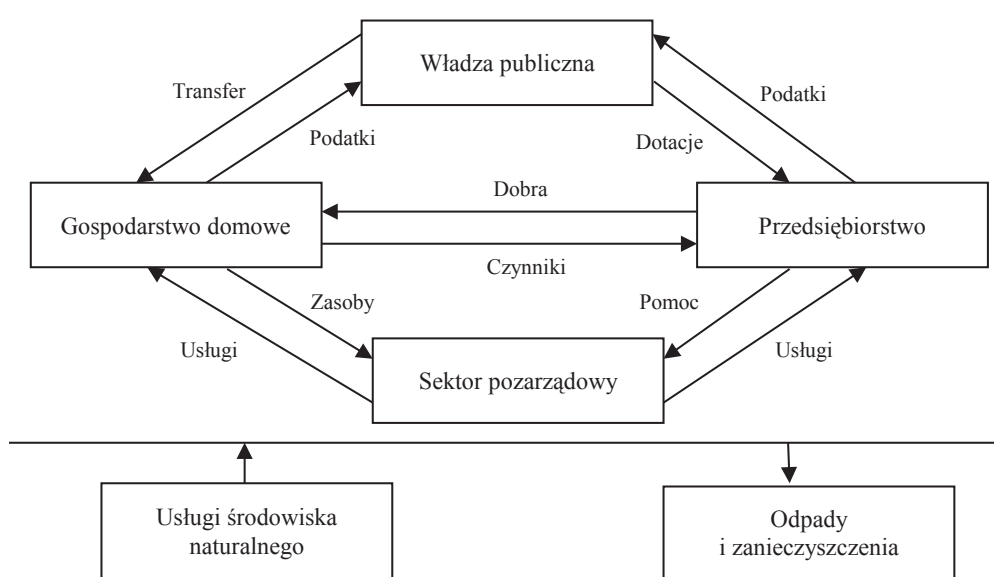 Władza publiczna
Transfer
Podatki
Podatki
Dotacje
Dobra
Gospodarstwo domowe
Przedsiębiorstwo
Czynniki
Zasoby
Pomoc
Usługi
Usługi
Sektor pozarządowy
Usługi środowiska
naturalnego
Odpady
i zanieczyszczenia